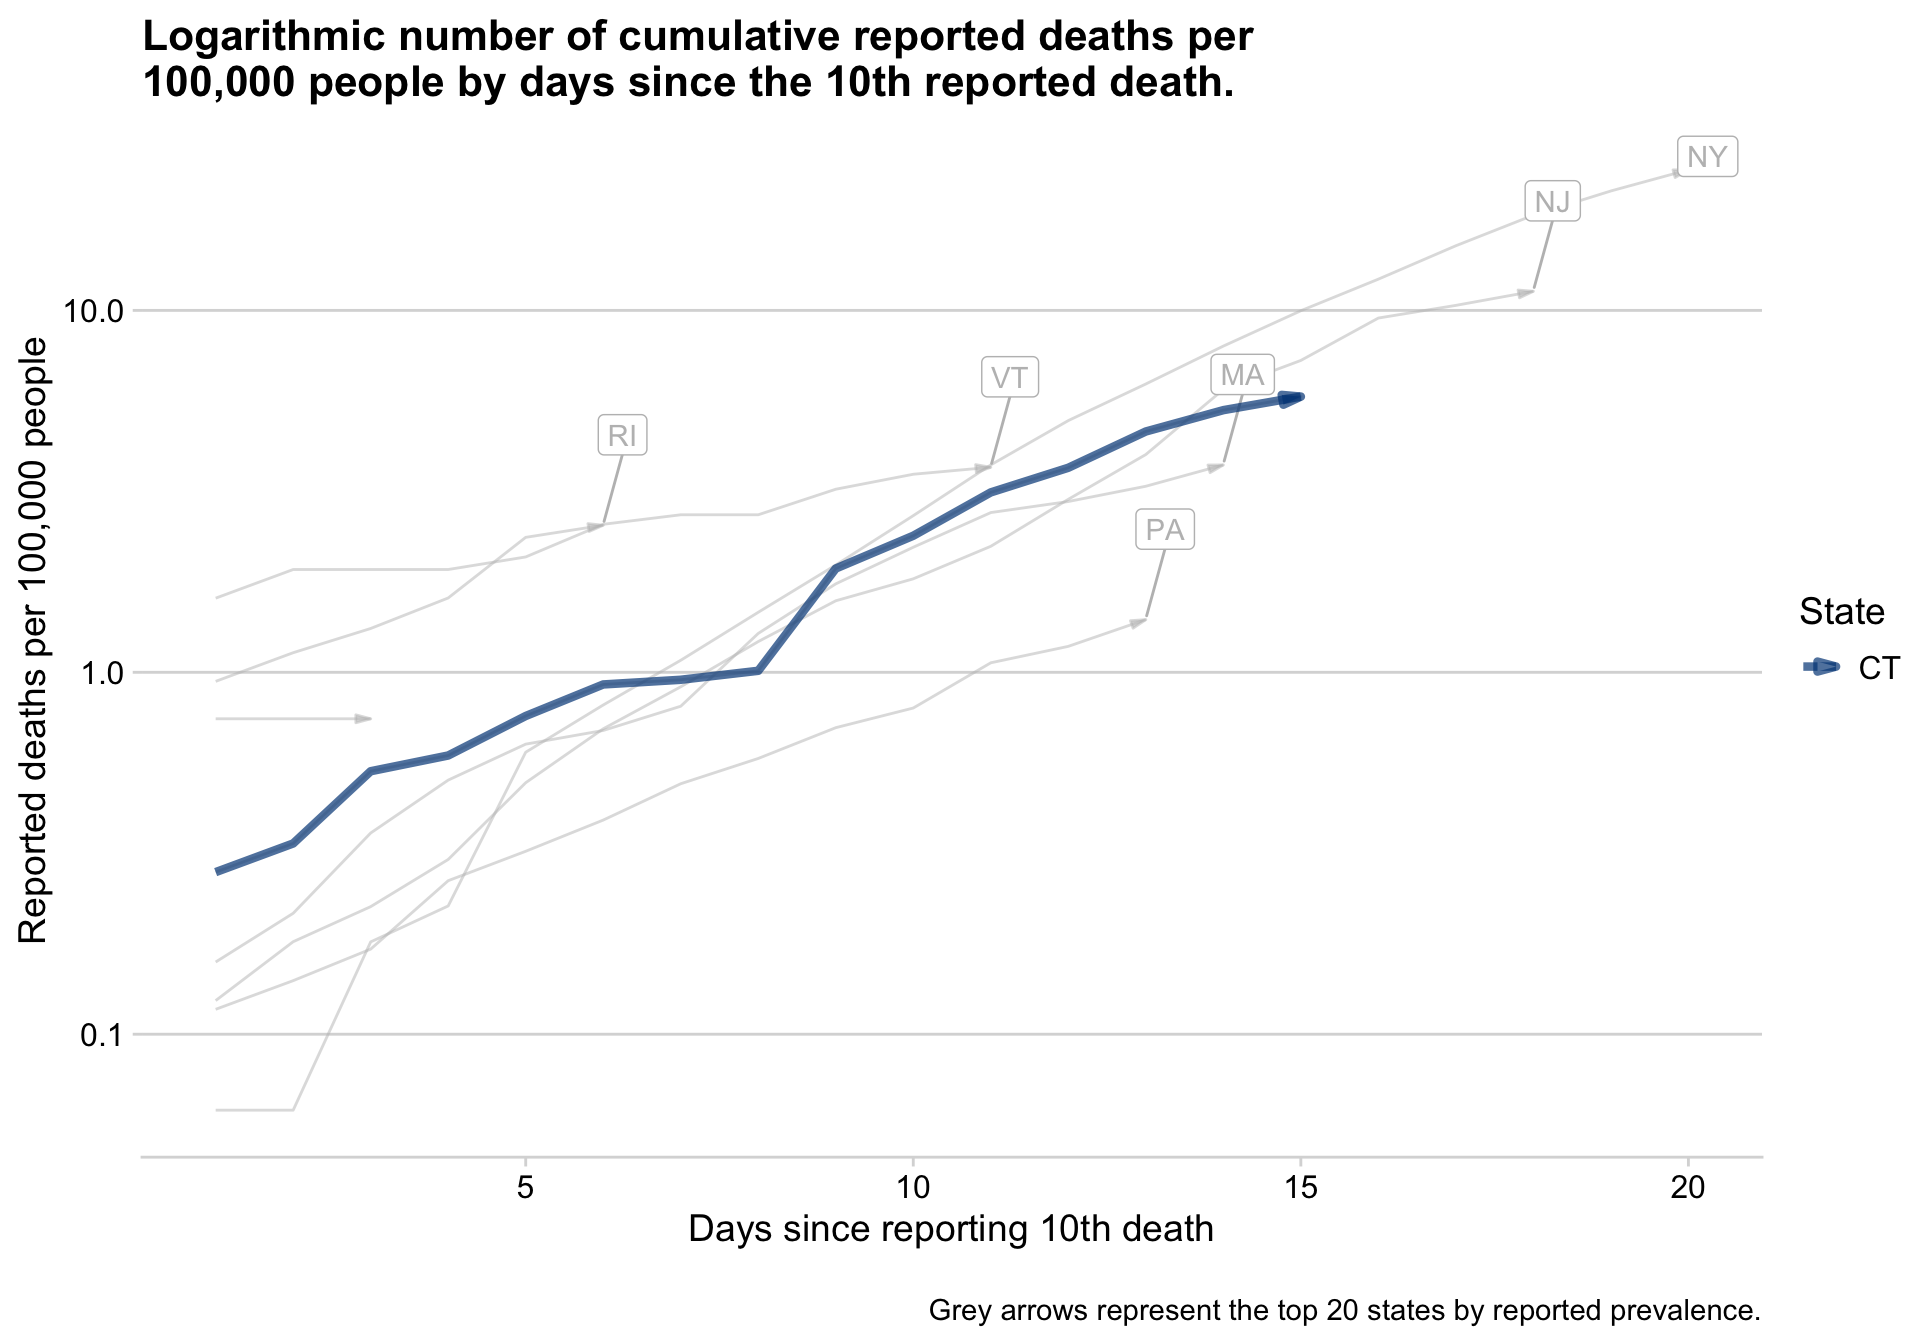 Logarithmic number of cumulative reported deaths per
100,000 people by days since the 10th reported death.
NY
NJ
10.0
VT
MA
RI
PA
Reported deaths per 100,000 people
State
1.0
CT
0.1
5
10
15
20
Days since reporting 10th death
Grey arrows represent the top 20 states by reported prevalence.